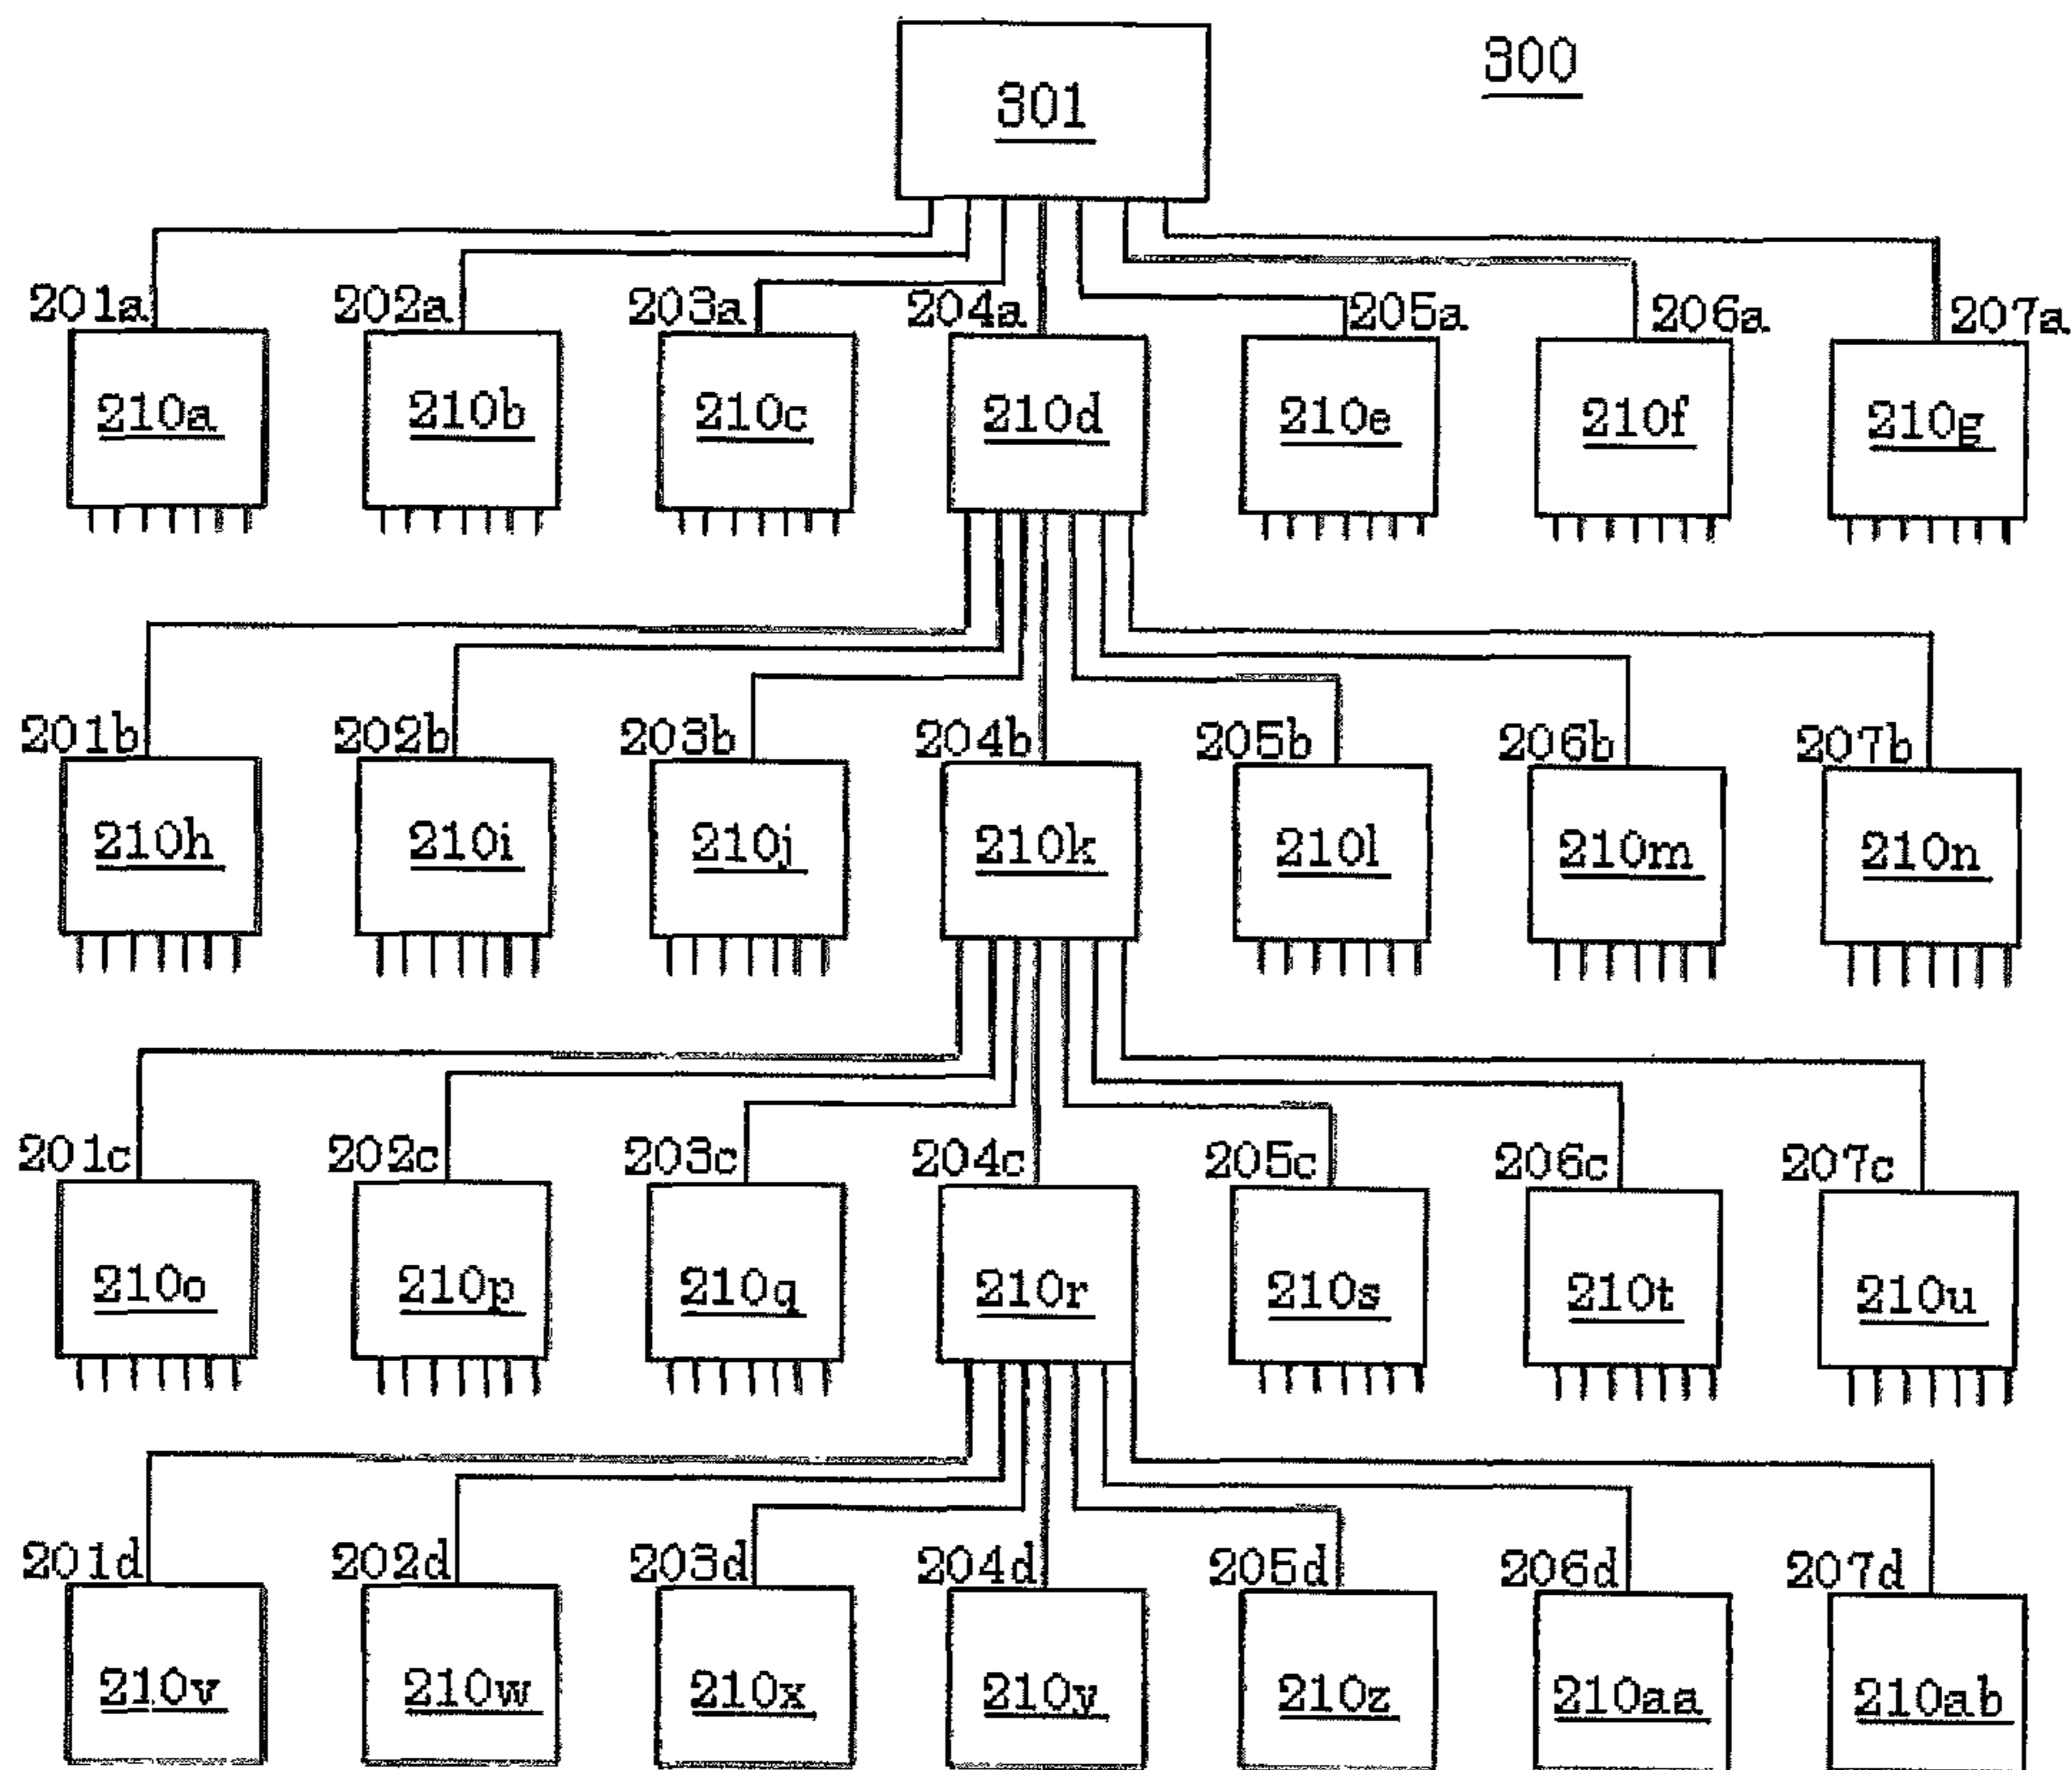 300
301
201a 202a 203a 204a 205a 206a 207a
210a 210b 210c 210d 210e 210f 210g
201b 202b 203b 204b 205b 206b 207b
210h 210i 210j 210k 210l 210m 210n
201c 202c 203c 204c 205c 206c 207c
210o 210p 210q 210r 210s 210t 210u
201d 202d 203d 204d 205d 206d 207d
210v 210w 210x 210y 210z 210aa 210ab